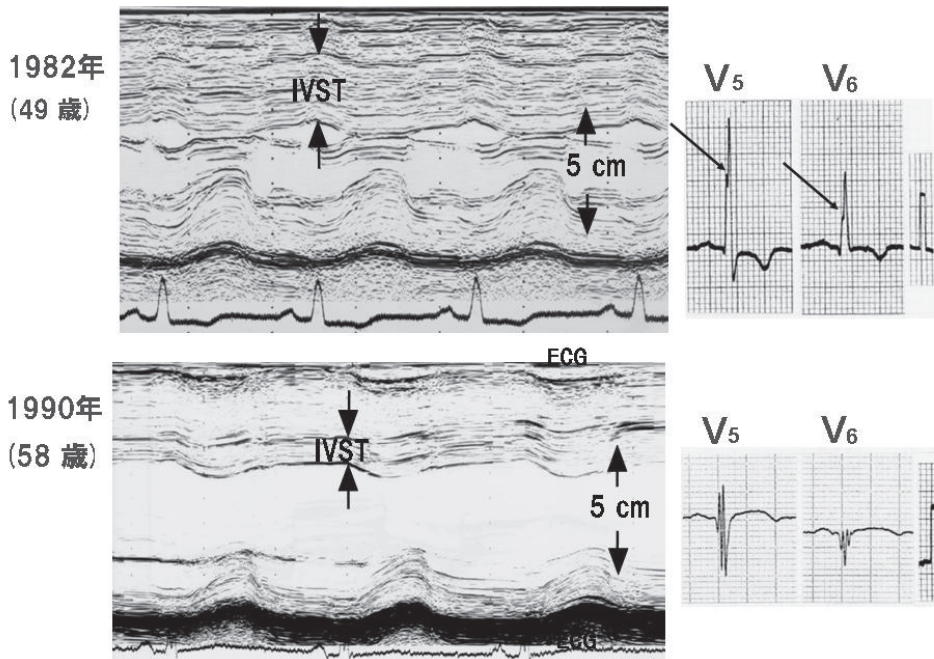 1982年
(49 歳)
IVST
5 cm
V5
V6
ECG
1990年
(58 歳)
IVST
5 cm
V5
V6
ECG